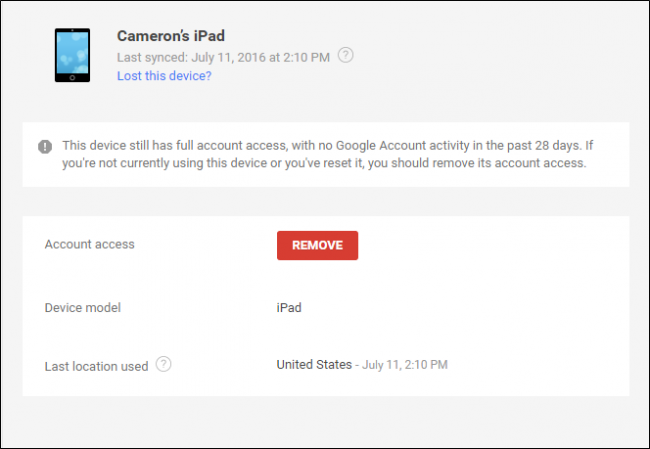 Cameron’s iPad
Last synced: July 11, 2016 at 2:10 PM ?
Lost this device?
This device still has full account access, with no Google Account activity in the past 28 days. If
you're not currently using this device or you've reset it, you should remove its account access.
Account access REMOVE
Device model iPad
Last location used ? United States - July 11, 2:10 PM